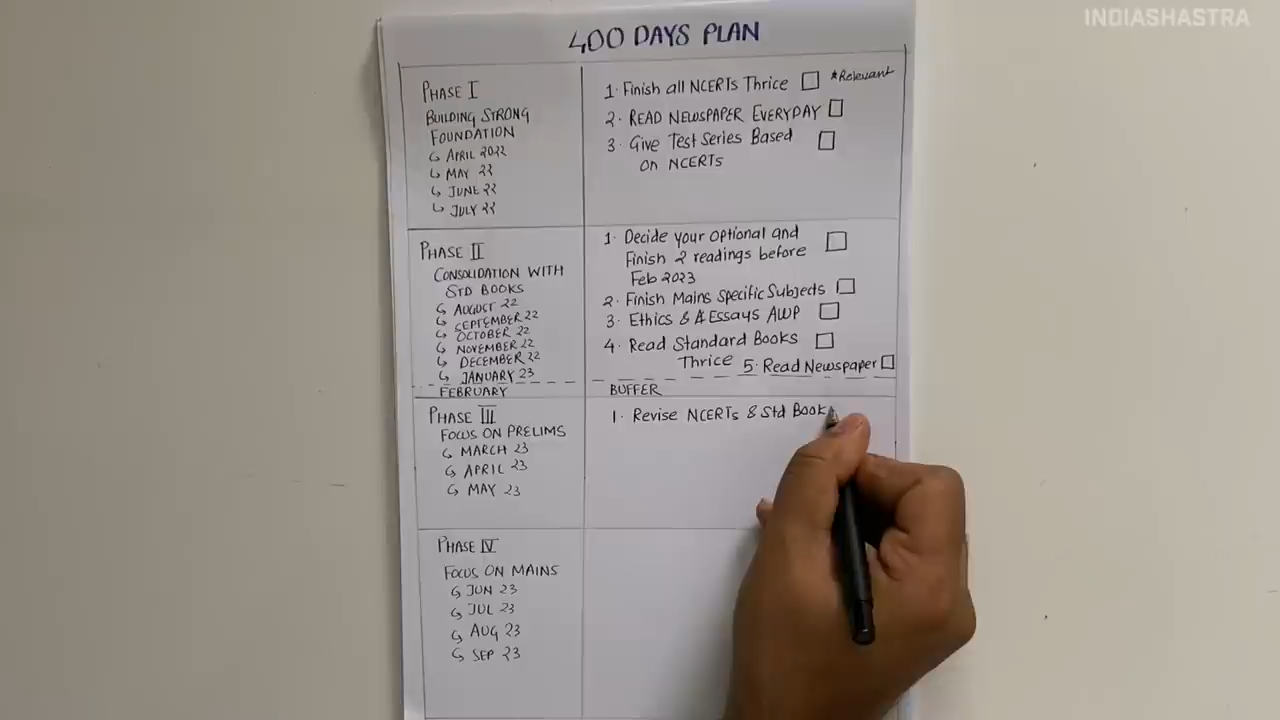 INDIASHASTRA
400 DAYS PLAN
PHASE I
BUILDING STRONG
FOUNDATION
↳ APRIL 2022
↳ MAY 22
↳ JUNE 22
↳ JULY 22
1. Finish all NCERTs Thrice □ *Relevant
2. READ NEWSPAPER EVERYDAY □
3. Give Test Series Based □
on NCERTs
PHASE II
CONSOLIDATION WITH
STD BOOKS
↳ AUGUST 22
↳ SEPTEMBER 22
↳ OCTOBER 22
↳ NOVEMBER 22
↳ DECEMBER 22
↳ JANUARY 23
1. Decide your optional and □
Finish 2 readings before
Feb 2023
2. Finish Mains Specific Subjects □
3. Ethics & 4 Essays AWP □
4. Read Standard Books □
Thrice 5. Read Newspaper □
FEBRUARY BUFFER
PHASE III
FOCUS ON PRELIMS
↳ MARCH 23
↳ APRIL 23
↳ MAY 23
1. Revise NCERTs & Std Book
PHASE IV
FOCUS ON MAINS
↳ JUN 23
↳ JUL 23
↳ AUG 23
↳ SEP 23